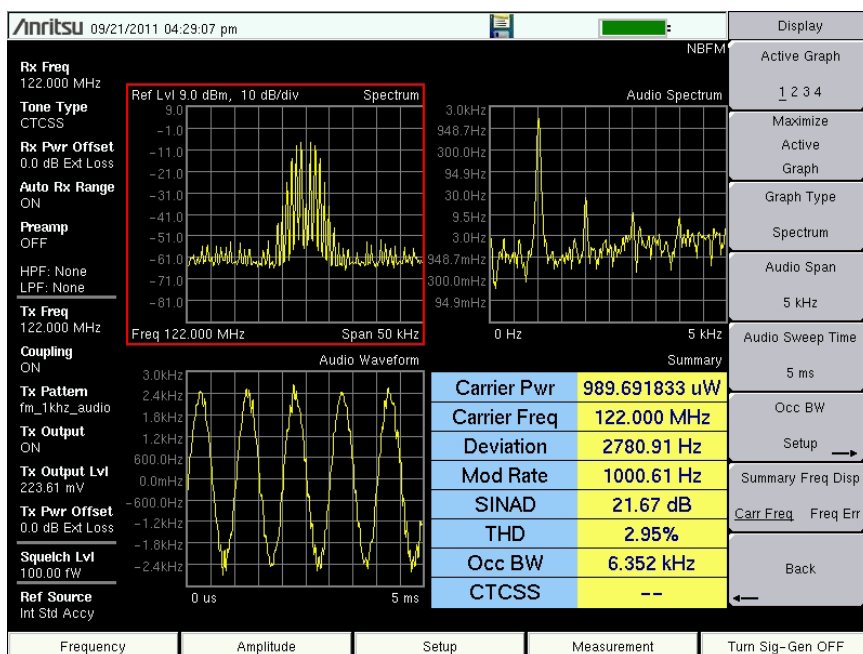 /Inritsu 09/21/2011 04:29:07 pm
NBFM
Rx Freq
122.000 MHz
Tone Type
CTCSS
Rx Pwr Offset
0.0 dB Ext Loss
Auto Rx Range
ON
Preamp
OFF
HPF: None
LPF: None
Tx Freq
122.000 MHz
Coupling
ON
Tx Pattern
fm_1khz_audio
Tx Output
ON
Tx Output Lvl
223.61 mV
Tx Pwr Offset
0.0 dB Ext Loss
Squelch Lvl
100.00 fW
Ref Source
Int Std Accy
Ref Lvl 9.0 dBm, 10 dB/div Spectrum
9.0
-1.0
-11.0
-21.0
-31.0
-41.0
-51.0
-61.0
-71.0
-81.0
Freq 122.000 MHz Span 50 kHz
Audio Spectrum
3.0kHz
948.7Hz
300.0Hz
94.9Hz
30.0Hz
9.5Hz
3.0Hz
948.7mHz
300.0mHz
94.9mHz
0 Hz 5 kHz
Audio Waveform
3.0kHz
2.4kHz
1.8kHz
1.2kHz
600.0Hz
0.0mHz
-600.0Hz
-1.2kHz
-1.8kHz
-2.4kHz
0 us 5 ms
Summary
Carrier Pwr 989.691833 uW
Carrier Freq 122.000 MHz
Deviation 2780.91 Hz
Mod Rate 1000.61 Hz
SINAD 21.67 dB
THD 2.95%
Occ BW 6.352 kHz
CTCSS --
Display
Active Graph
1 2 3 4
Maximize
Active
Graph
Graph Type
Spectrum
Audio Span
5 kHz
Audio Sweep Time
5 ms
Occ BW
Setup
Summary Freq Disp
Carr Freq Freq Err
Back
Frequency Amplitude Setup Measurement Turn Sig-Gen OFF